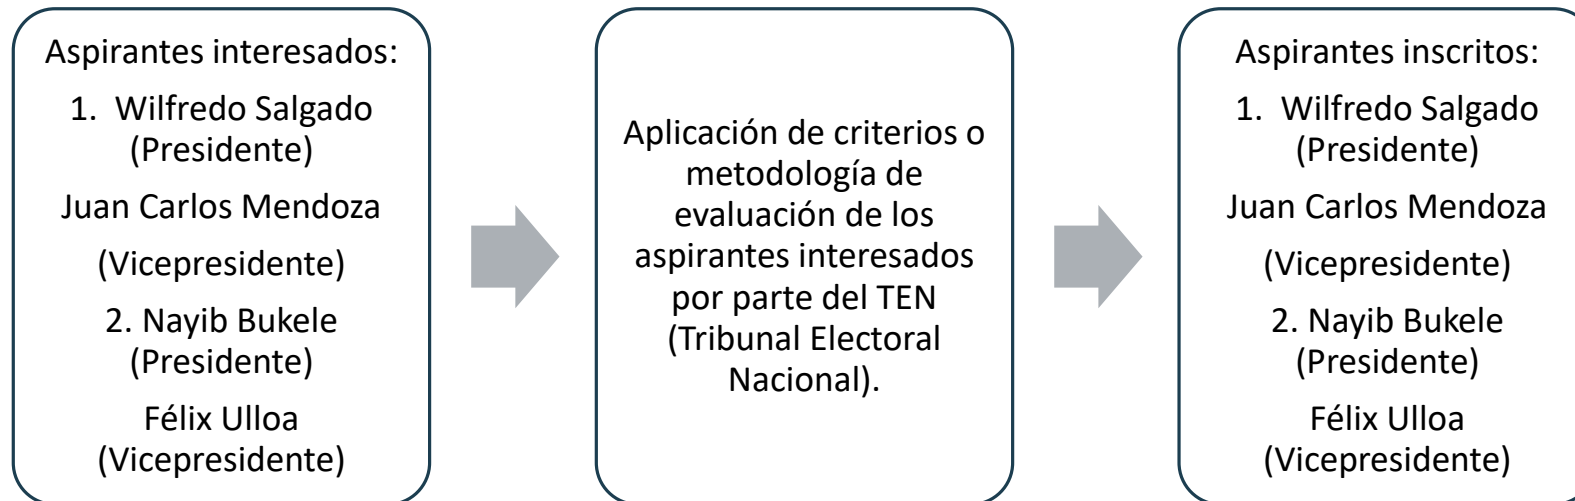 Aspirantes interesados:
1. Wilfredo Salgado
(Presidente)
Juan Carlos Mendoza
(Vicepresidente)
2. Nayib Bukele
(Presidente)
Félix Ulloa
(Vicepresidente)
Aplicación de criterios o
metodología de
evaluación de los
aspirantes interesados
por parte del TEN
(Tribunal Electoral
Nacional).
Aspirantes inscritos:
1. Wilfredo Salgado
(Presidente)
Juan Carlos Mendoza
(Vicepresidente)
2. Nayib Bukele
(Presidente)
Félix Ulloa
(Vicepresidente)